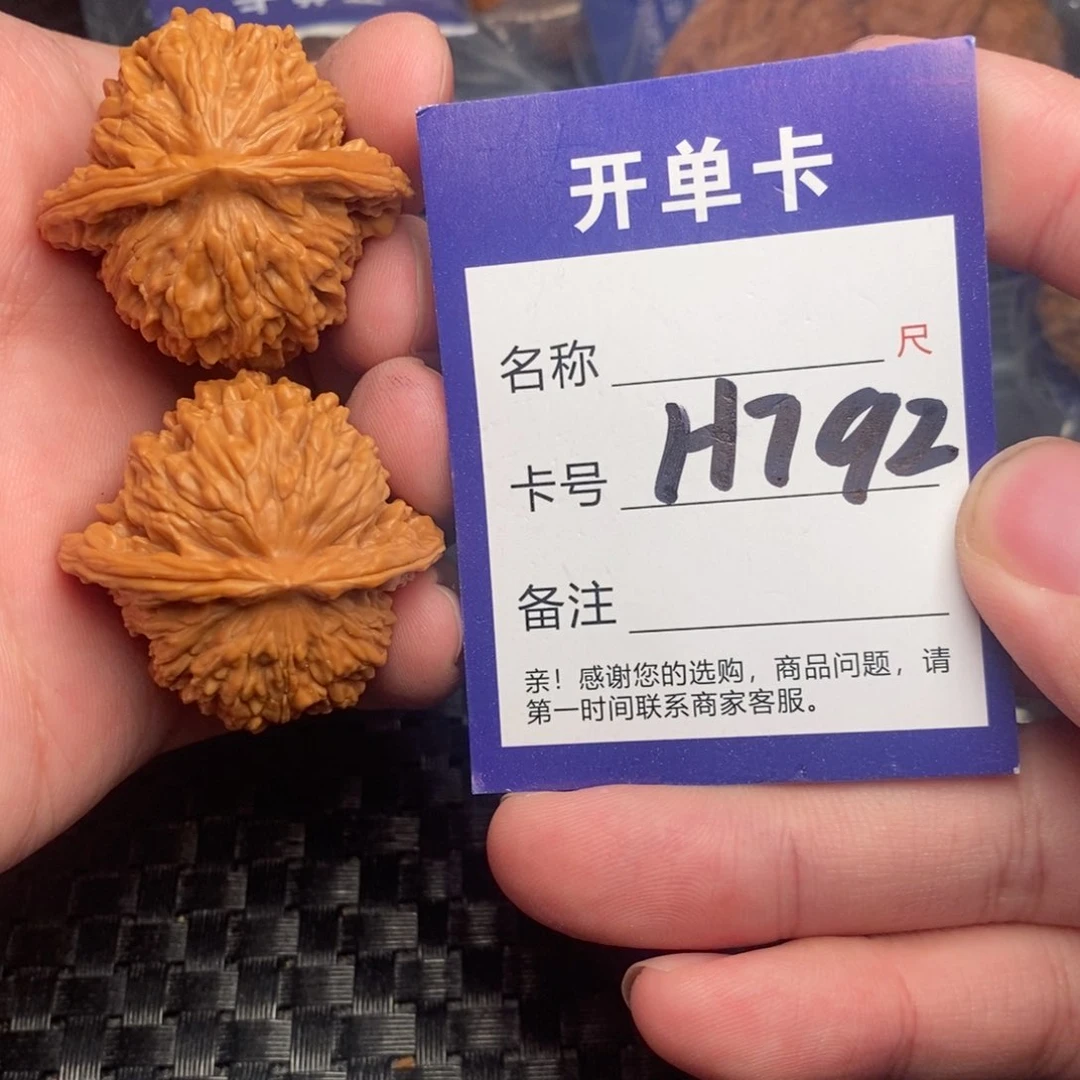 开单卡
名称 尺
卡号 H792
备注
亲！感谢您的选购，商品问题，请
第一时间联系商家客服。